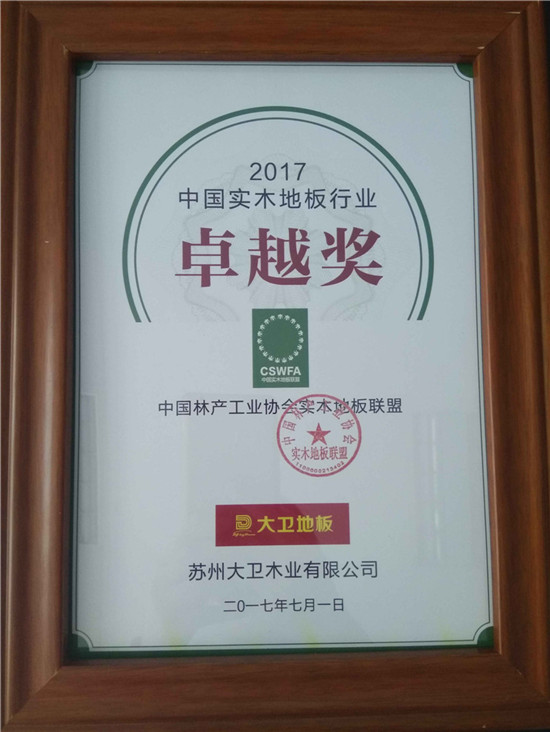 2017
中国实木地板行业
卓越奖
CSWFA
中国实木地板联盟
中国林产工业协会实木地板联盟
实木地板联盟
大卫地板
苏州大卫木业有限公司
二0一七年七月一日